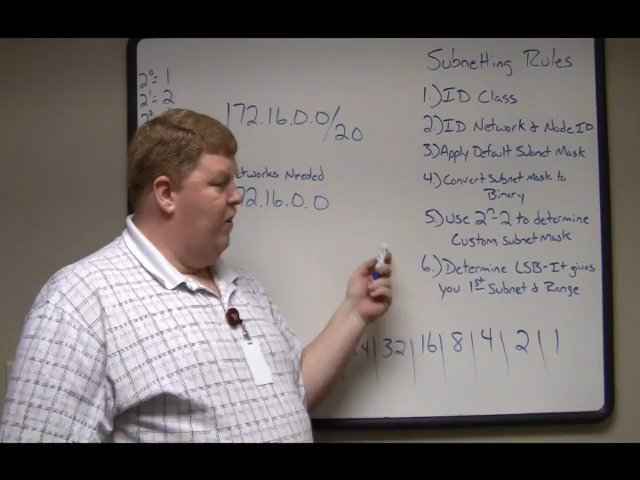 Subnetting Rules
2⁰= 1
2¹= 2
172.16.0.0/20
1.) ID Class
2.) ID Network & Node ID
3.) Apply Default Subnet Mask
Networks Needed
4.) Convert Subnet Mask to
Binary
172.16.0.0
5) Use 2ⁿ-2 to determine
Custom subnet Mask
6.) Determine LSB-It gives
you 1st Subnet & Range
32 | 16 | 8 | 4 | 2 | 1